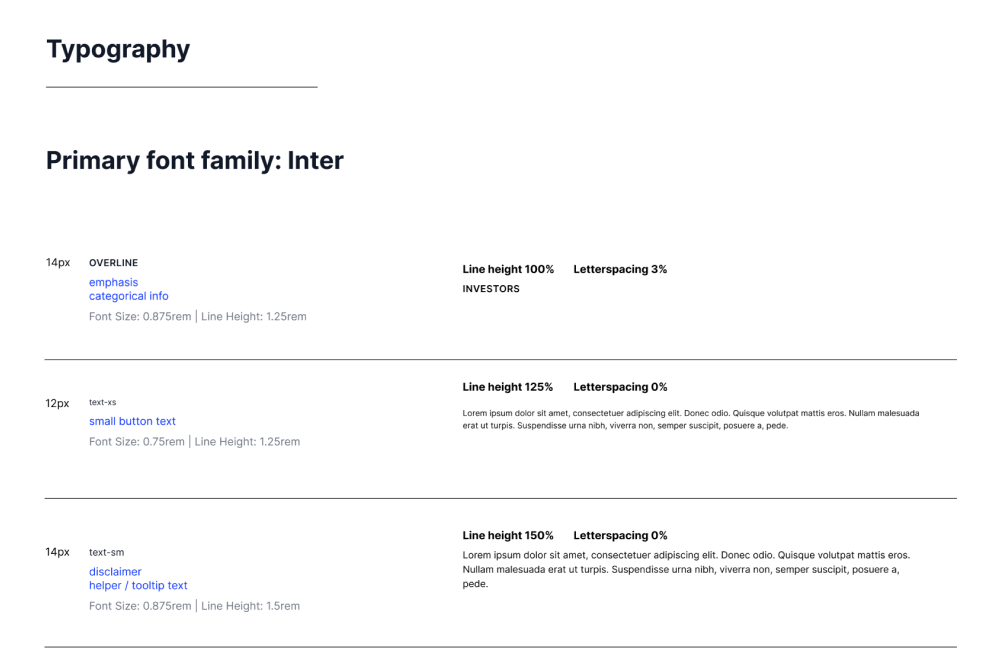 Typography
Primary font family: Inter
14px
OVERLINE
emphasis
categorical info
Font Size: 0.875rem | Line Height: 1.25rem
Line height 100% Letterspacing 3%
INVESTORS
12px
text-xs
small button text
Font Size: 0.75rem | Line Height: 1.25rem
Line height 125% Letterspacing 0%
Lorem ipsum dolor sit amet, consectetuer adipiscing elit. Donec odio. Quisque volutpat mattis eros. Nullam malesuada
erat ut turpis. Suspendisse urna nibh, viverra non, semper suscipit, posuere a, pede.
14px
text-sm
disclaimer
helper / tooltip text
Font Size: 0.875rem | Line Height: 1.5rem
Line height 150% Letterspacing 0%
Lorem ipsum dolor sit amet, consectetuer adipiscing elit. Donec odio. Quisque volutpat mattis eros.
Nullam malesuada erat ut turpis. Suspendisse urna nibh, viverra non, semper suscipit, posuere a,
pede.